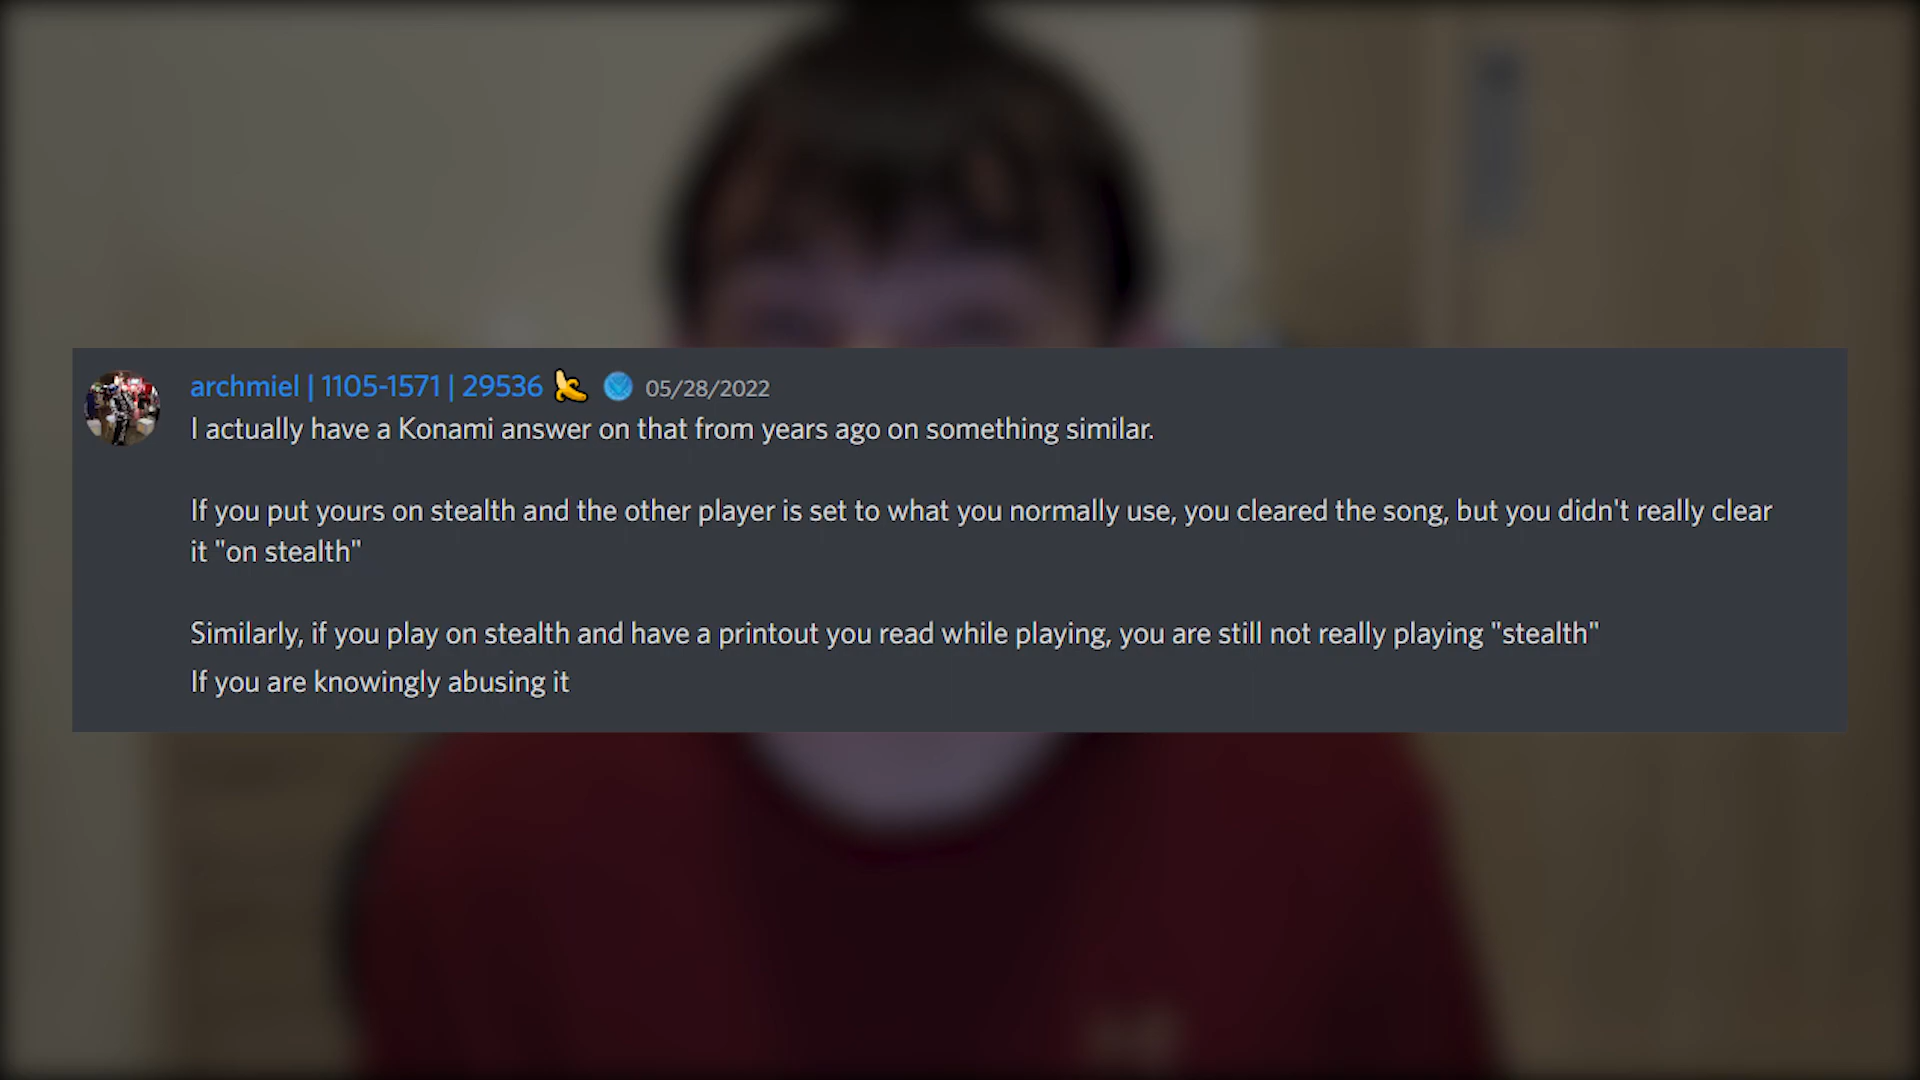 archmiel | 1105-1571 | 29536 🍌 05/28/2022
I actually have a Konami answer on that from years ago on something similar.
If you put yours on stealth and the other player is set to what you normally use, you cleared the song, but you didn't really clear
it "on stealth"
Similarly, if you play on stealth and have a printout you read while playing, you are still not really playing "stealth"
If you are knowingly abusing it